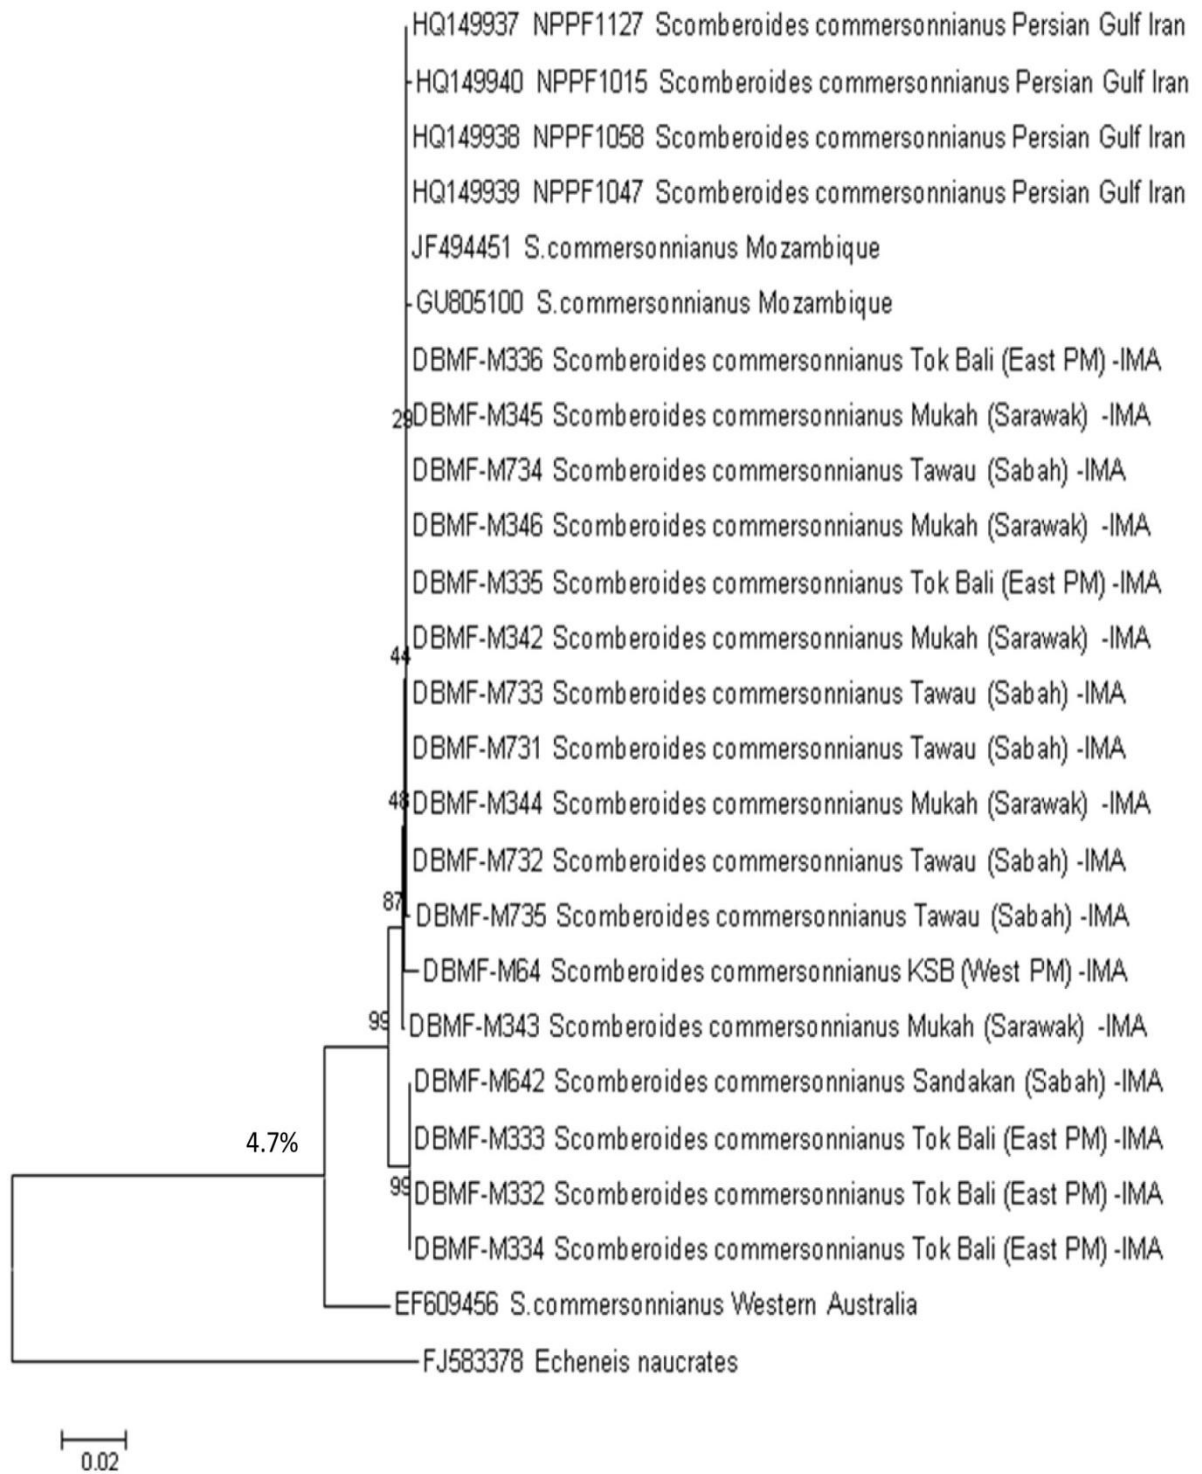 HQ149937 NPPF1127 Scomberoides commersonnianus Persian Gulf Iran
HQ149940 NPPF1015 Scomberoides commersonnianus Persian Gulf Iran
HQ149938 NPPF1058 Scomberoides commersonnianus Persian Gulf Iran
HQ149939 NPPF1047 Scomberoides commersonnianus Persian Gulf Iran
JF494451 S.commersonnianus Mozambique
GU805100 S.commersonnianus Mozambique
DBMF-M336 Scomberoides commersonnianus Tok Bali (East PM) -IMA
29
DBMF-M345 Scomberoides commersonnianus Mukah (Sarawak) -IMA
DBMF-M734 Scomberoides commersonnianus Tawau (Sabah) -IMA
DBMF-M346 Scomberoides commersonnianus Mukah (Sarawak) -IMA
DBMF-M335 Scomberoides commersonnianus Tok Bali (East PM) -IMA
DBMF-M342 Scomberoides commersonnianus Mukah (Sarawak) -IMA
44
DBMF-M733 Scomberoides commersonnianus Tawau (Sabah) -IMA
DBMF-M731 Scomberoides commersonnianus Tawau (Sabah) -IMA
48
DBMF-M344 Scomberoides commersonnianus Mukah (Sarawak) -IMA
DBMF-M732 Scomberoides commersonnianus Tawau (Sabah) -IMA
87
DBMF-M735 Scomberoides commersonnianus Tawau (Sabah) -IMA
DBMF-M64 Scomberoides commersonnianus KSB (West PM) -IMA
99
DBMF-M343 Scomberoides commersonnianus Mukah (Sarawak) -IMA
DBMF-M642 Scomberoides commersonnianus Sandakan (Sabah) -IMA
DBMF-M333 Scomberoides commersonnianus Tok Bali (East PM) -IMA
4.7%
99
DBMF-M332 Scomberoides commersonnianus Tok Bali (East PM) -IMA
DBMF-M334 Scomberoides commersonnianus Tok Bali (East PM) -IMA
EF609456 S.commersonnianus Western Australia
FJ583378 Echeneis naucrates
0.02